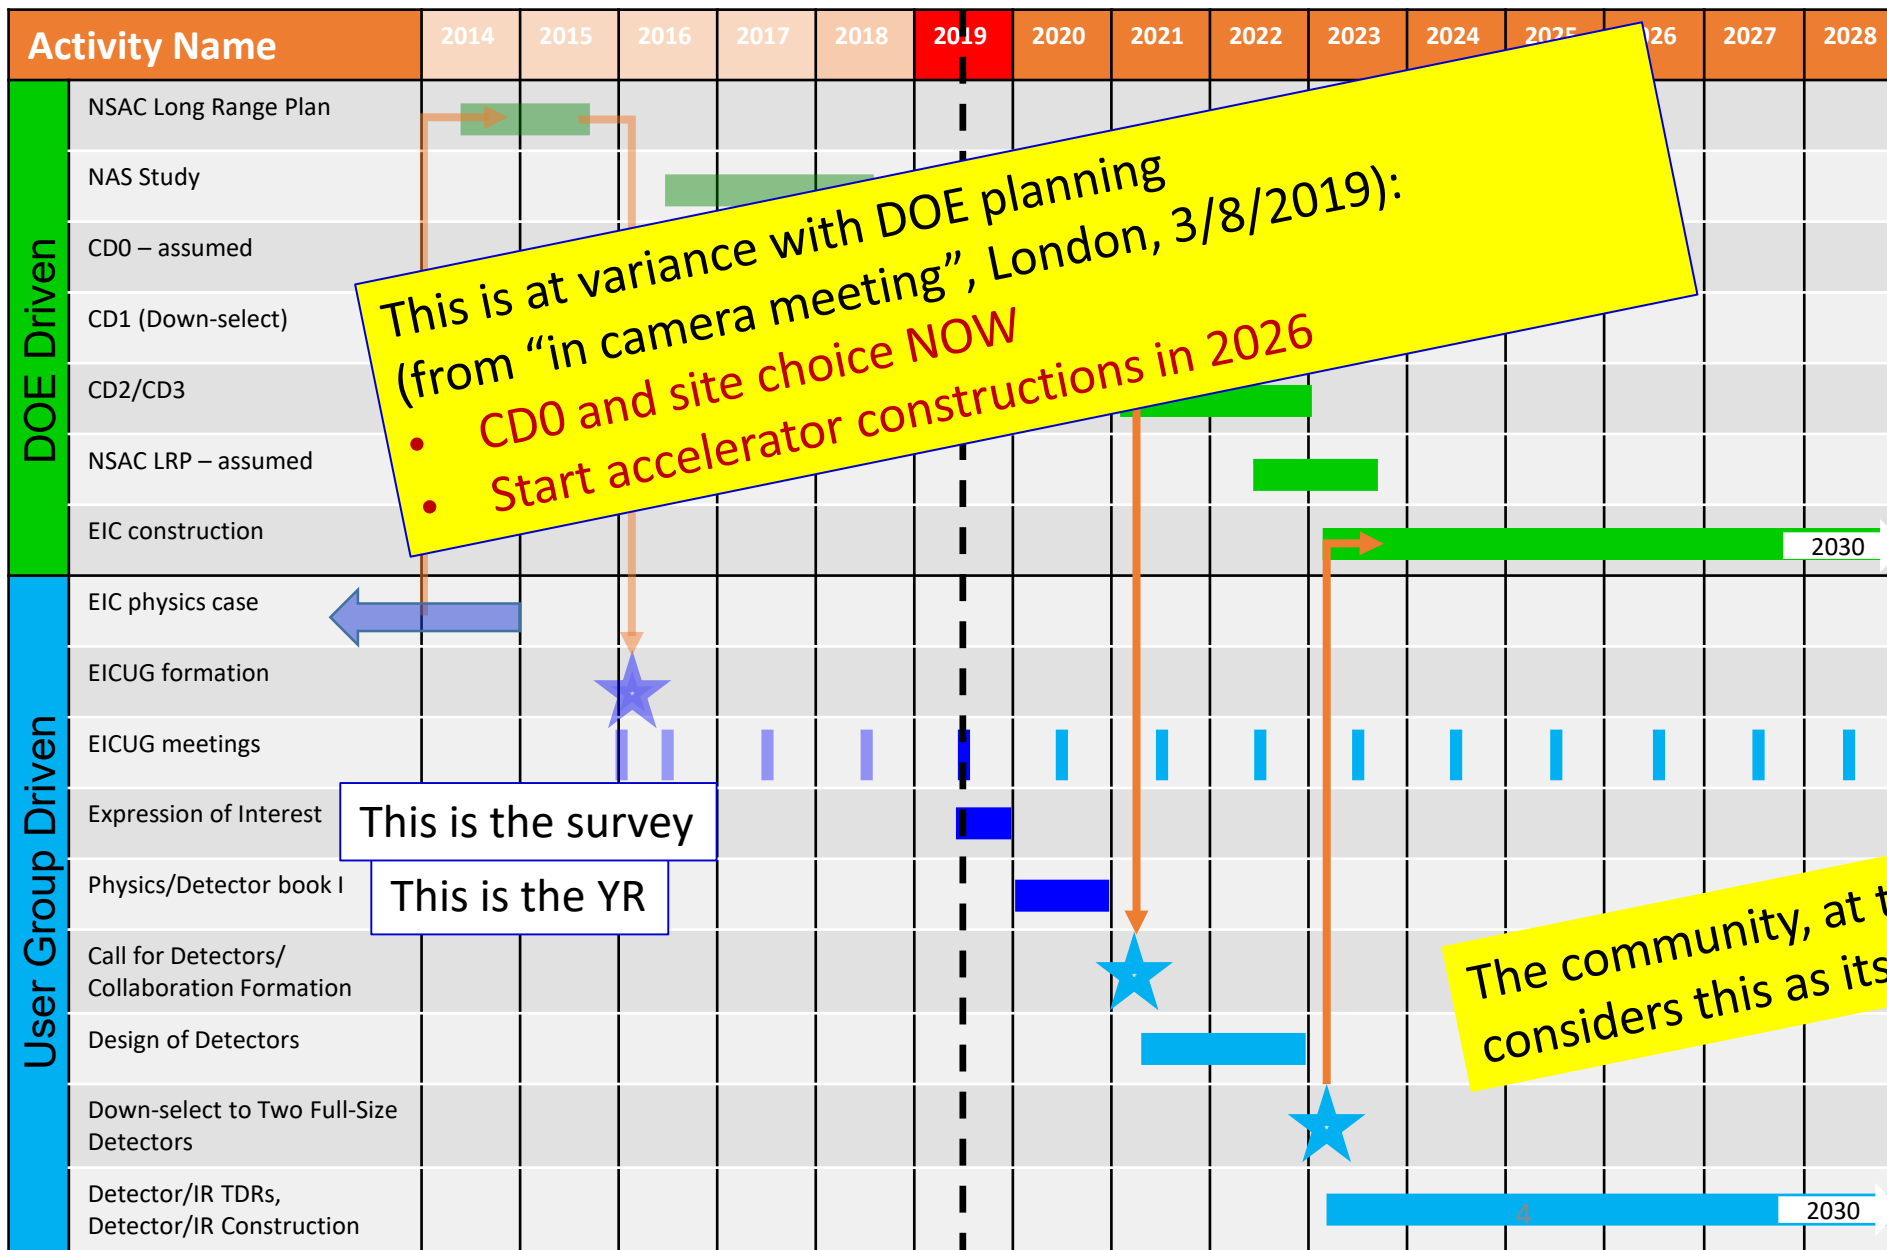 Activity Name 2014 2015 2016 2017 2018 2019 2020 2021 2022 2023 2024 2025 26 2027 2028
DOE Driven
NSAC Long Range Plan
NAS Study
CD0 – assumed
CD1 (Down-select)
CD2/CD3
NSAC LRP – assumed
EIC construction
2030
This is at variance with DOE planning
(from “in camera meeting”, London, 3/8/2019):
• CD0 and site choice NOW
• Start accelerator constructions in 2026
User Group Driven
EIC physics case
EICUG formation
EICUG meetings
Expression of Interest
This is the survey
Physics/Detector book I
This is the YR
Call for Detectors/
Collaboration Formation
Design of Detectors
Down-select to Two Full-Size
Detectors
Detector/IR TDRs,
Detector/IR Construction
4
2030
The community, at
considers this as its